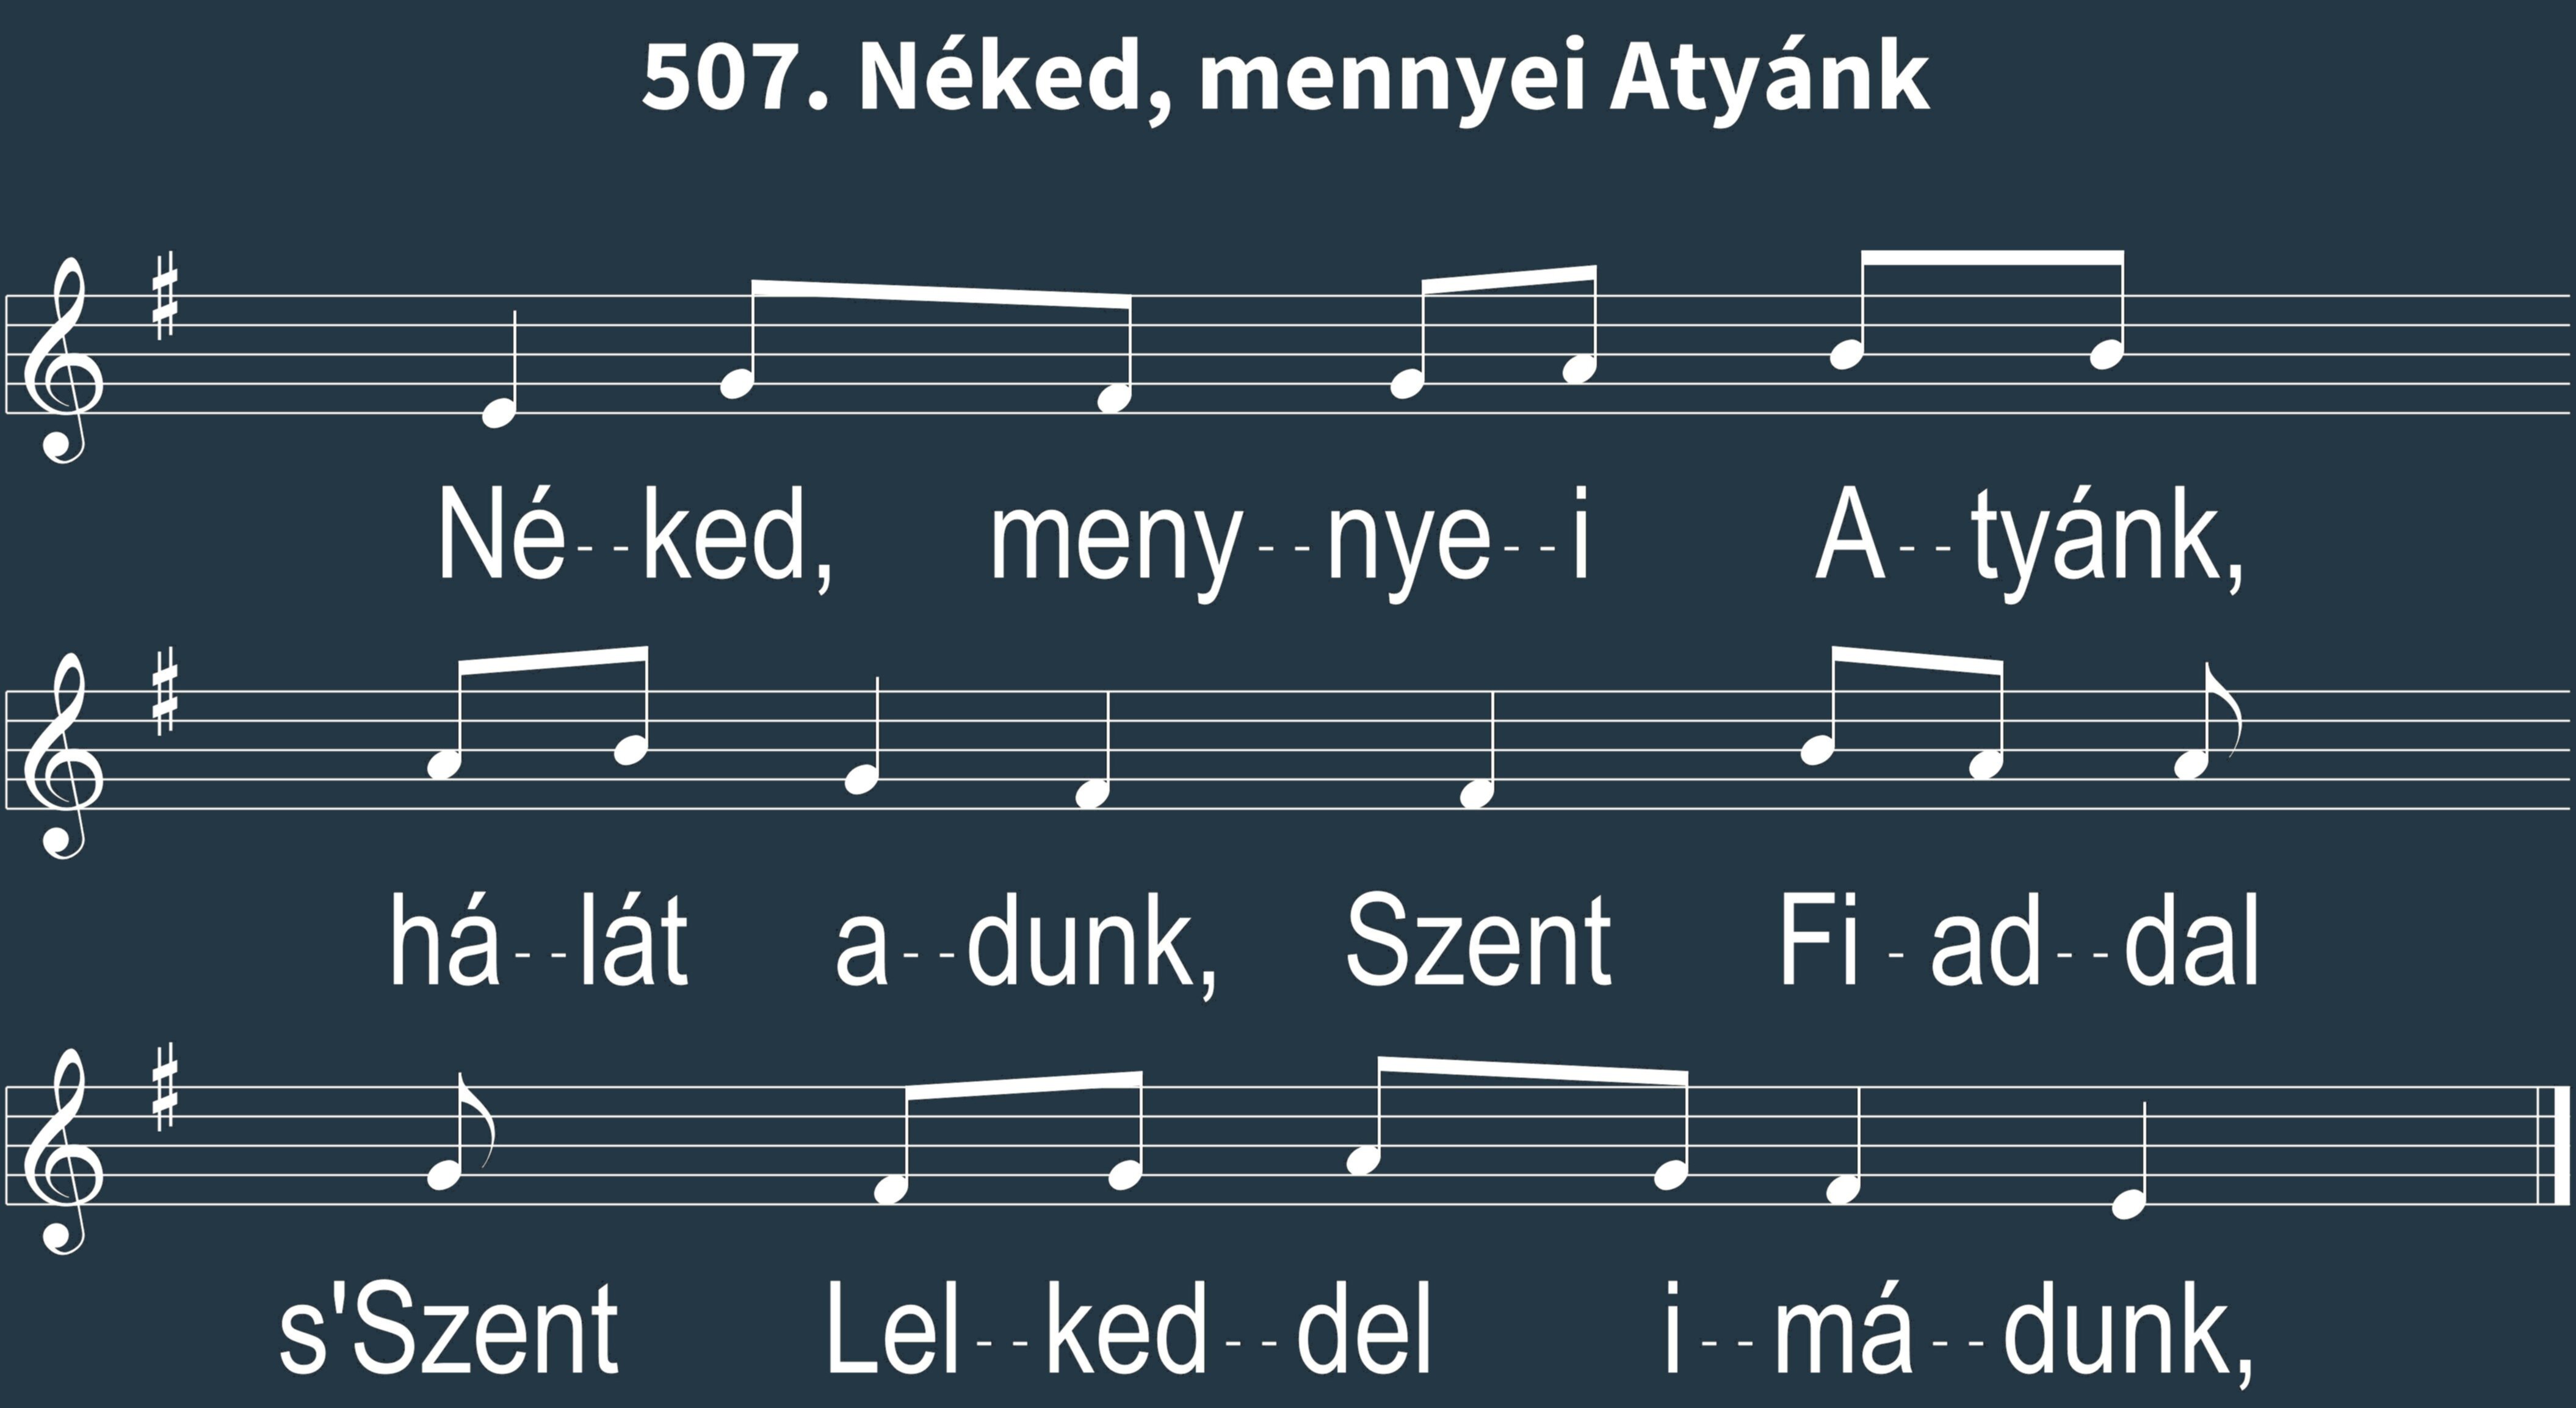 507. Néked, mennyei Atyánk
Né--ked, meny--nye--i A--tyánk,
há--lát a--dunk, Szent Fi-ad--dal
s'Szent Lel--ked--del i--má--dunk,